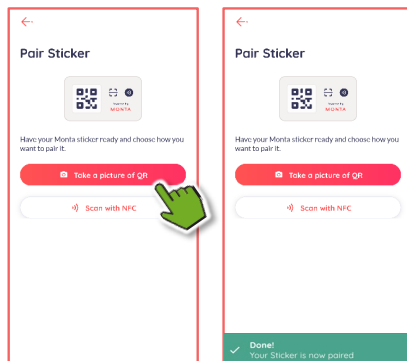 Pair Sticker
MONTA
Have your Monta sticker ready and choose how you
want to pair it.
Take a picture of QR
Scan with NFC
Pair Sticker
MONTA
Have your Monta sticker ready and choose how you
want to pair it.
Take a picture of QR
Scan with NFC
Done!
Your Sticker is now paired